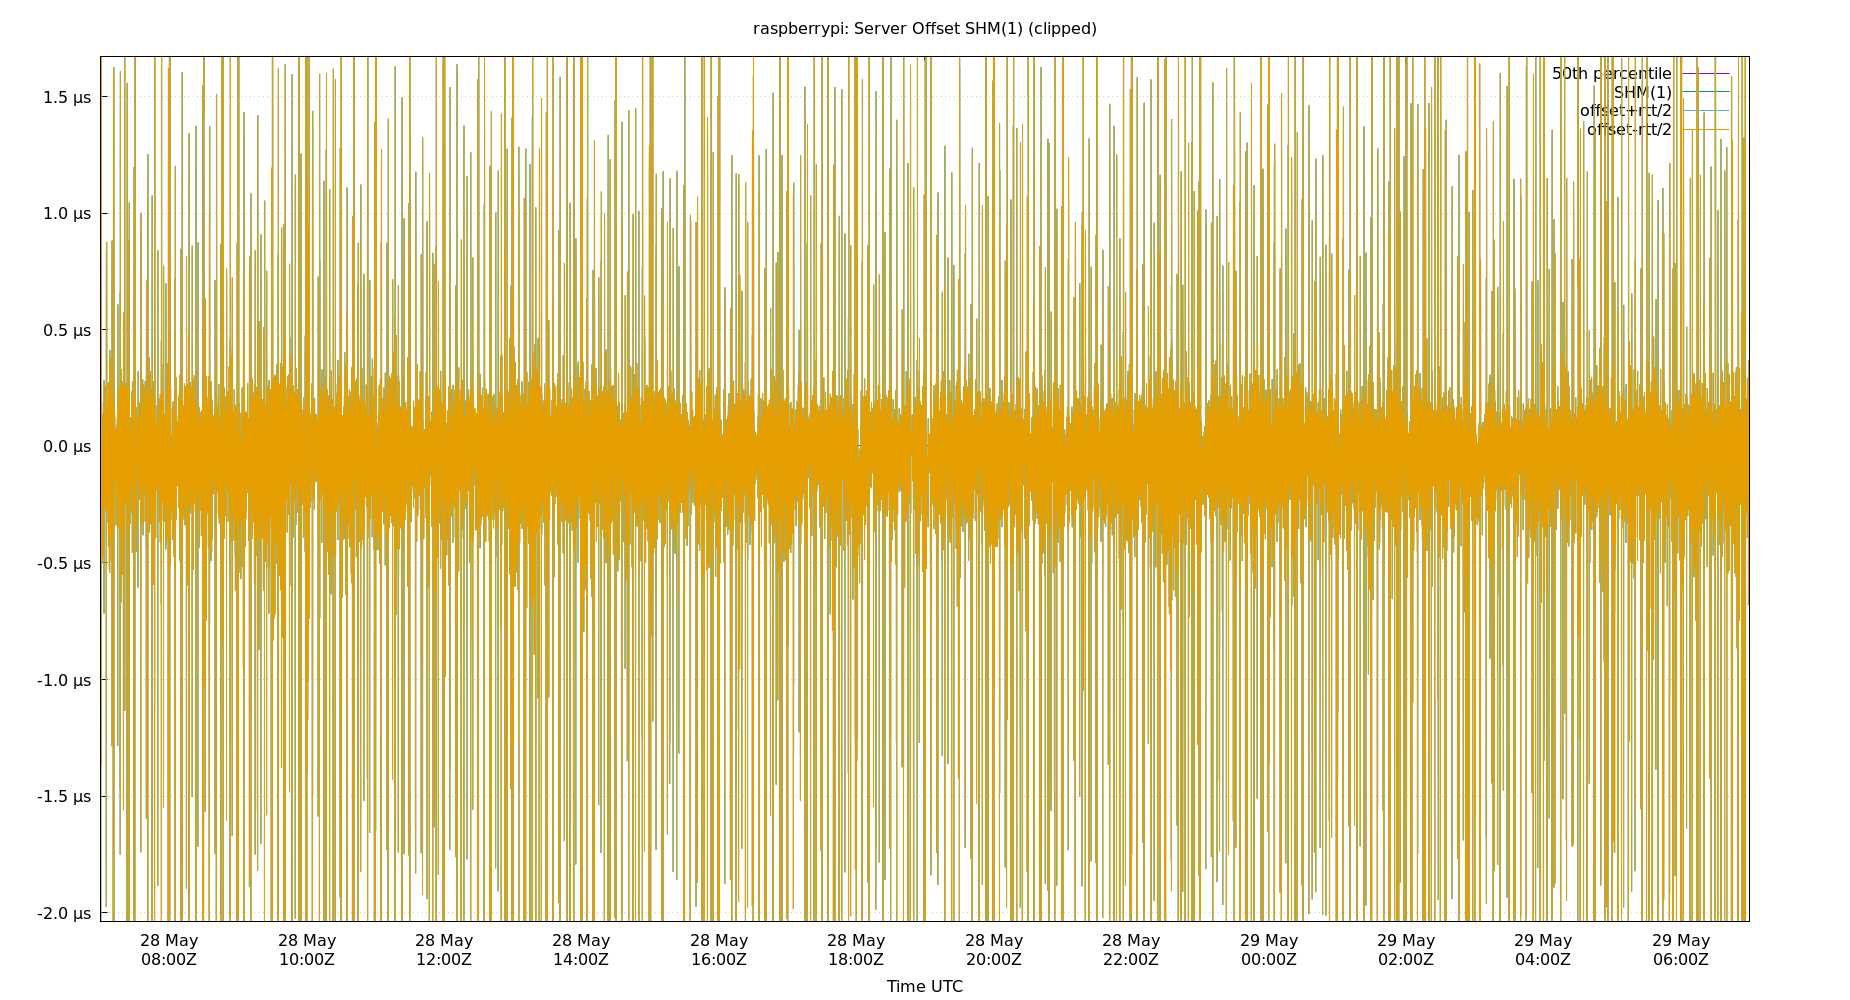 raspberrypi: Server Offset SHM(1) (clipped)
50th percentile
SHM(1)
offset+rtt/2
offset-rtt/2
1.5 µs
1.0 µs
0.5 µs
0.0 µs
-0.5 µs
-1.0 µs
-1.5 µs
-2.0 µs
28 May 28 May 28 May 28 May 28 May 28 May 28 May 28 May 29 May 29 May 29 May 29 May
08:00Z 10:00Z 12:00Z 14:00Z 16:00Z 18:00Z 20:00Z 22:00Z 00:00Z 02:00Z 04:00Z 06:00Z
Time UTC